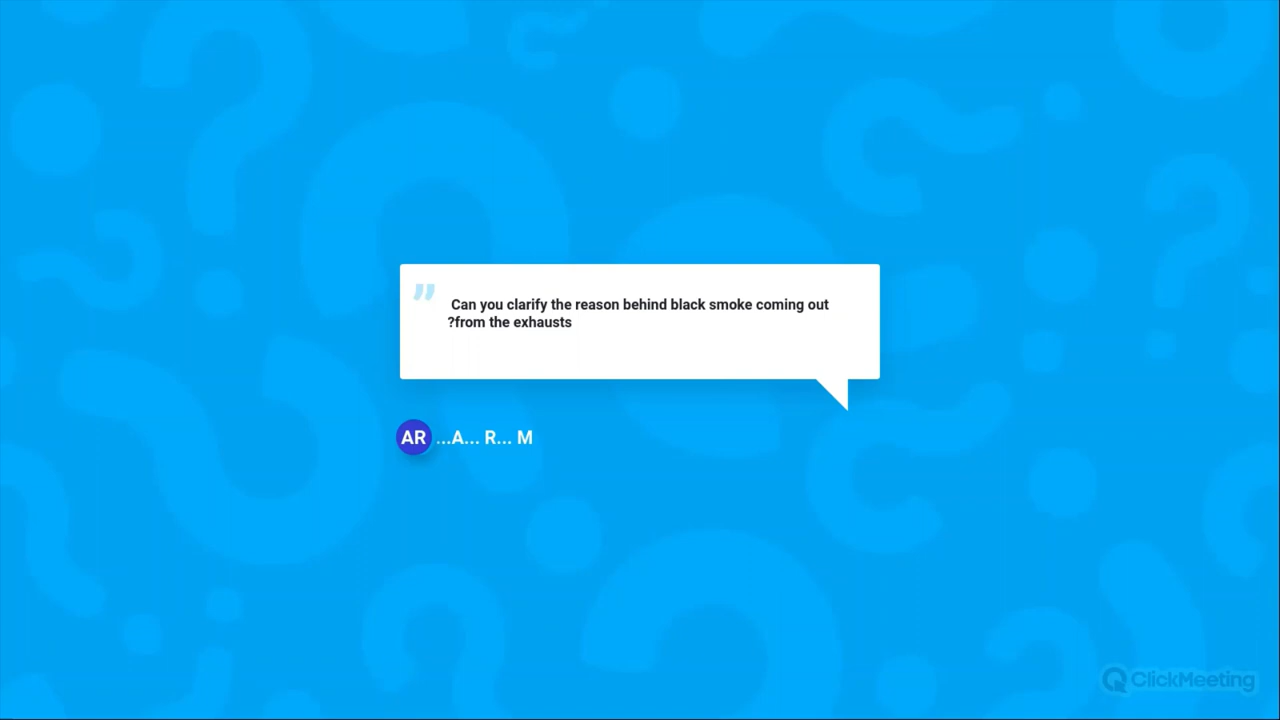 Can you clarify the reason behind black smoke coming out
?from the exhausts
AR ...A... R... M
ClickMeeting